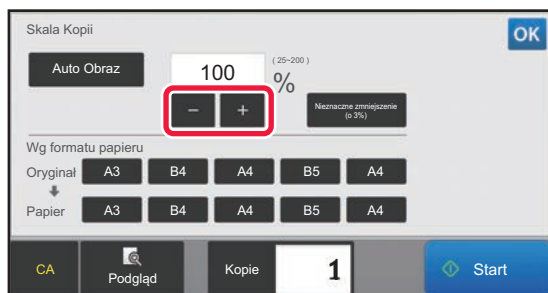 Skala Kopii
OK
Auto Obraz
100
( 25~200 )
%
- +
Nieznaczne zmniejszenie
(o 3%)
Wg formatu papieru
Oryginał A3 B4 A4 B5 A4
Papier A3 B4 A4 B5 A4
CA Podgląd Kopie 1 Start